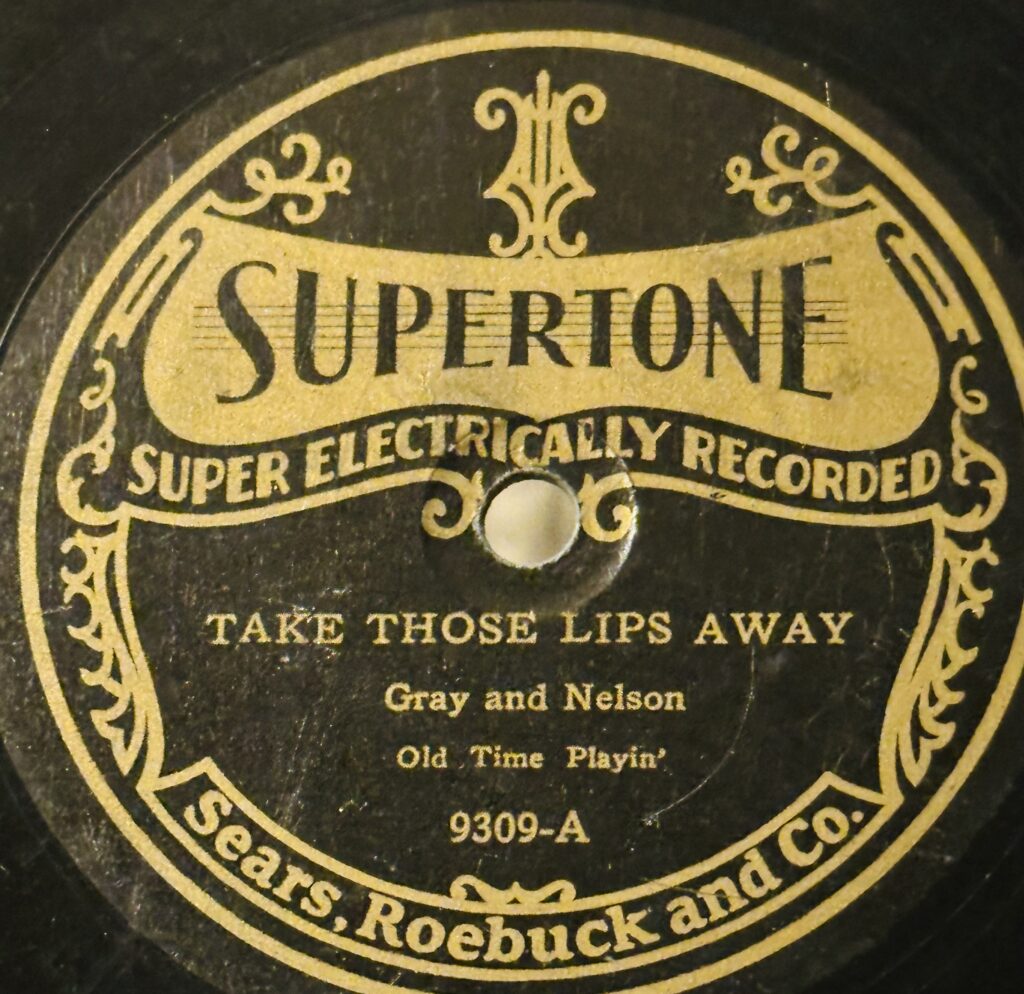 SUPERTONE
SUPER ELECTRICALLY RECORDED
TAKE THOSE LIPS AWAY
Gray and Nelson
Old Time Playin'
9309-A
Sears, Roebuck and Co.